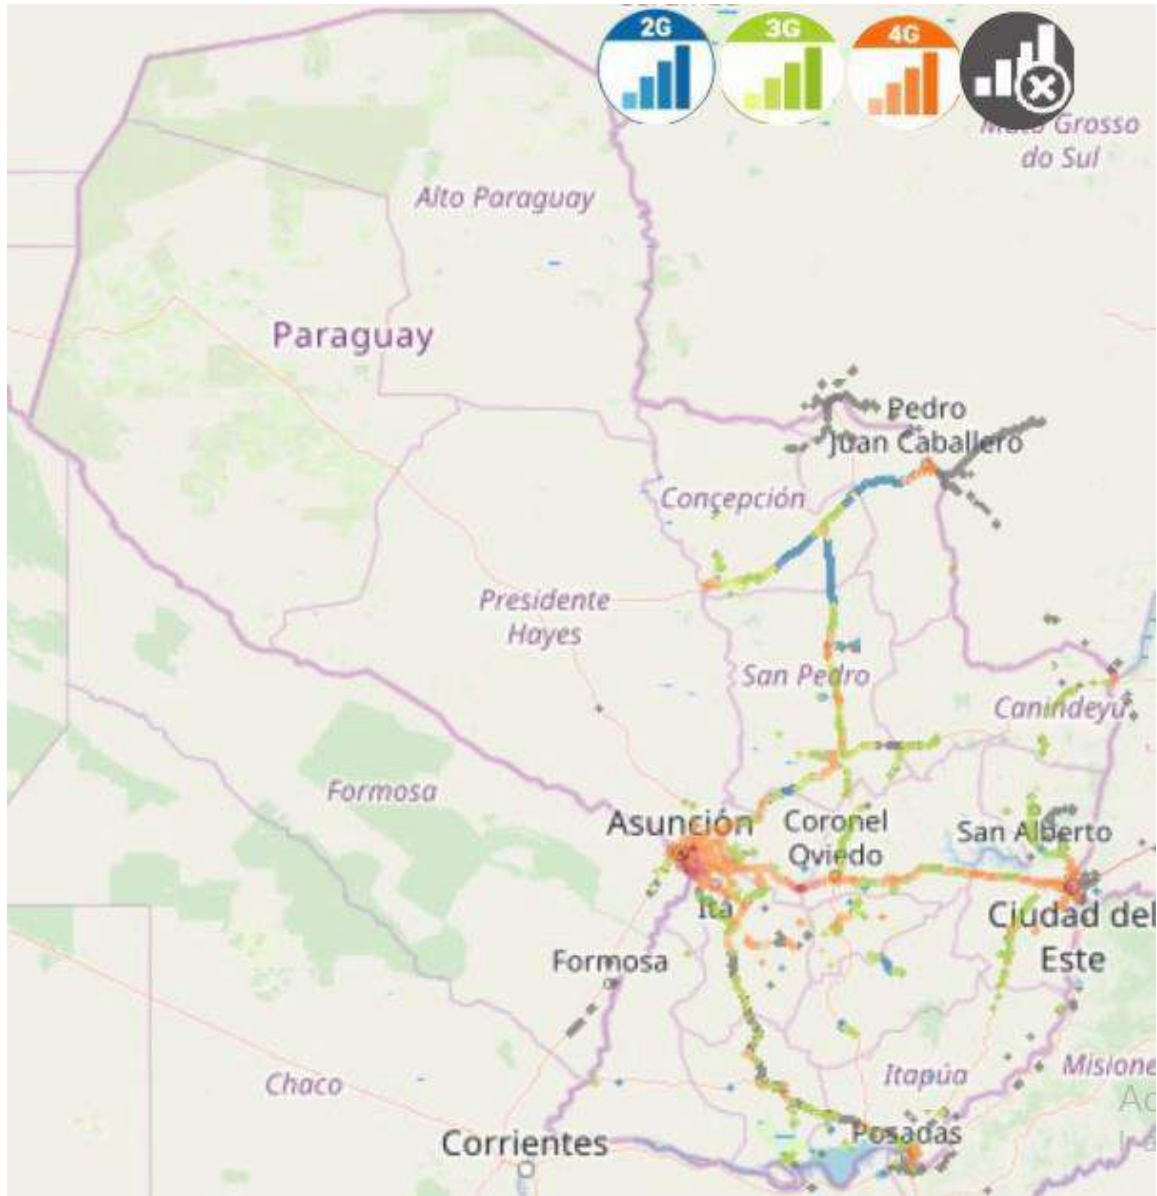 2G
3G
4G
Mato Grosso
do Sul
Alto Paraguay
Paraguay
Pedro
Juan Caballero
Concepción
Presidente
Hayes
San Pedro
Canindeyú
Formosa
Asunción
Coronel
Oviedo
San Alberto
Itá
Ciudad del
Este
Formosa
Chaco
Itapúa
Misione
Corrientes
Posadas